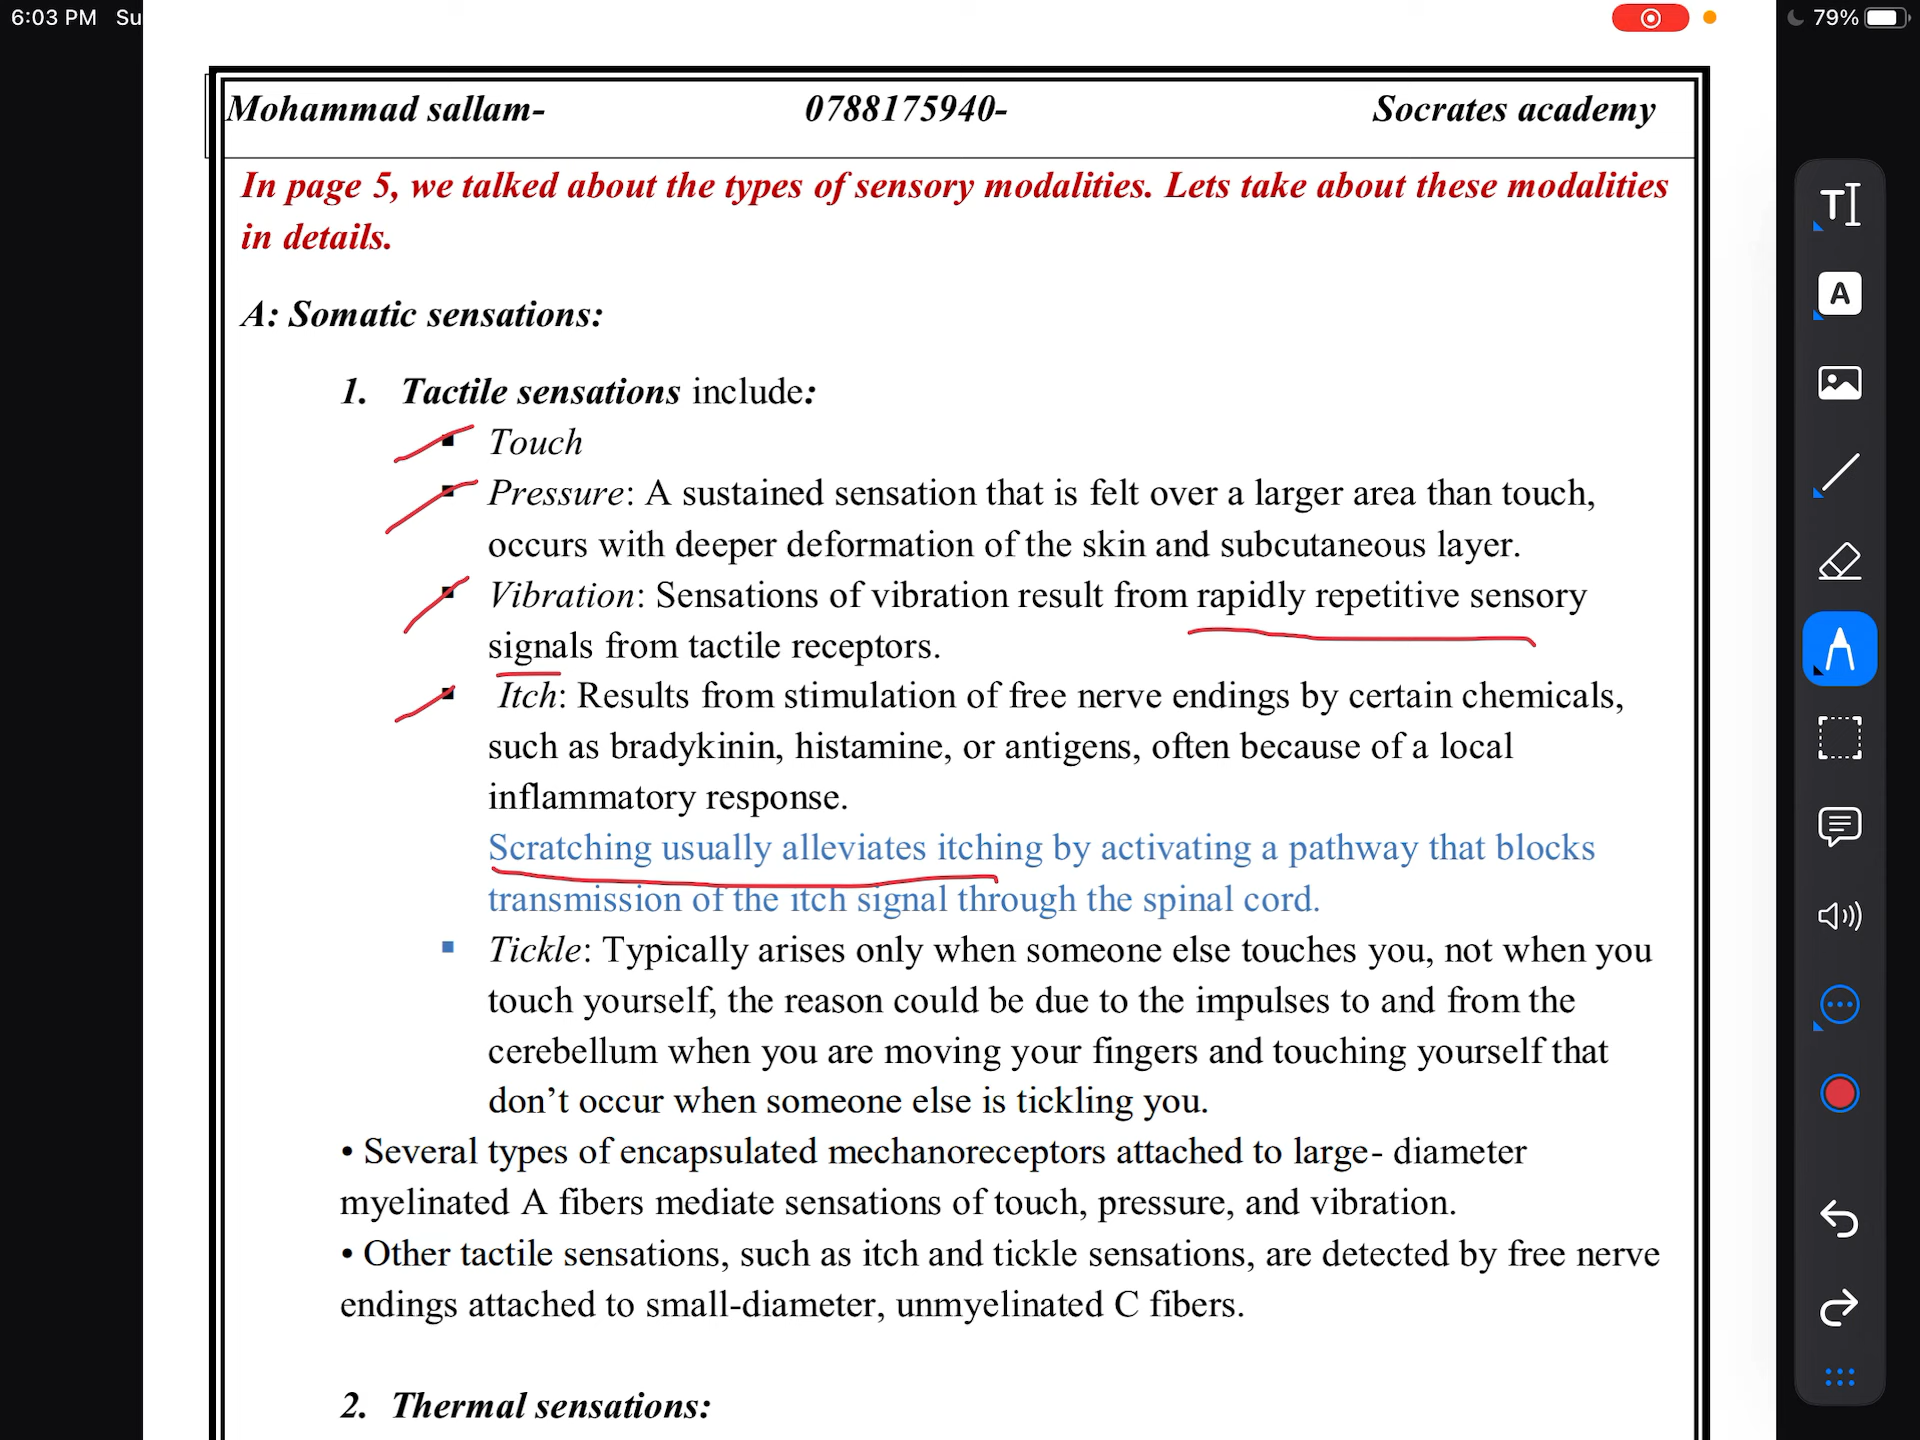 6:03 PM Su
79%
Mohammad sallam- 0788175940- Socrates academy
In page 5, we talked about the types of sensory modalities. Lets take about these modalities
in details.
A: Somatic sensations:
1. Tactile sensations include:
▪ Touch
▪ Pressure: A sustained sensation that is felt over a larger area than touch,
occurs with deeper deformation of the skin and subcutaneous layer.
▪ Vibration: Sensations of vibration result from rapidly repetitive sensory
signals from tactile receptors.
▪ Itch: Results from stimulation of free nerve endings by certain chemicals,
such as bradykinin, histamine, or antigens, often because of a local
inflammatory response.
Scratching usually alleviates itching by activating a pathway that blocks
transmission of the itch signal through the spinal cord.
▪ Tickle: Typically arises only when someone else touches you, not when you
touch yourself, the reason could be due to the impulses to and from the
cerebellum when you are moving your fingers and touching yourself that
don’t occur when someone else is tickling you.
• Several types of encapsulated mechanoreceptors attached to large- diameter
myelinated A fibers mediate sensations of touch, pressure, and vibration.
• Other tactile sensations, such as itch and tickle sensations, are detected by free nerve
endings attached to small-diameter, unmyelinated C fibers.
2. Thermal sensations:
T
A
A